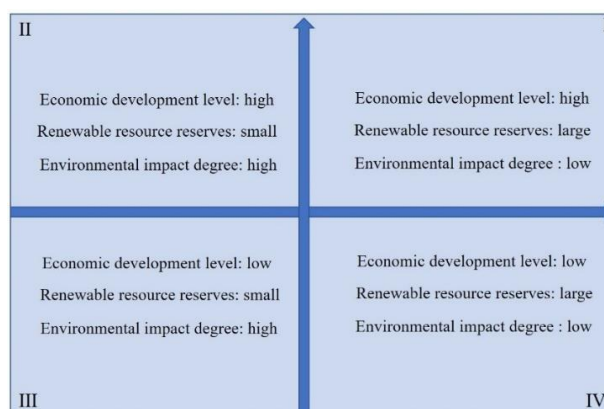 II
Economic development level: high
Renewable resource reserves: small
Environmental impact degree: high
Economic development level: high
Renewable resource reserves: large
Environmental impact degree : low
Economic development level: low
Renewable resource reserves: small
Environmental impact degree: high
III
Economic development level: low
Renewable resource reserves: large
Environmental impact degree : low
IV